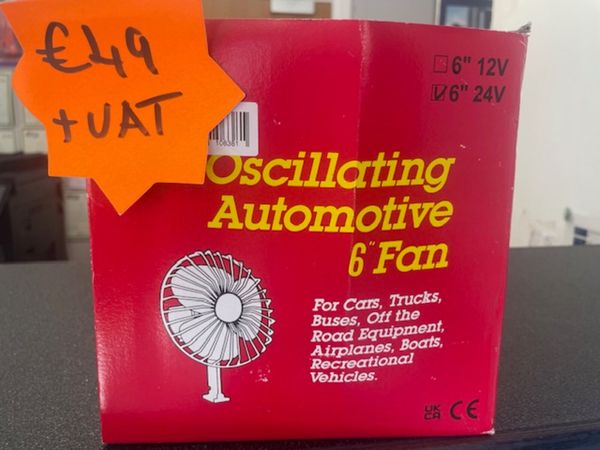 €49
+ VAT
6" 12V
6" 24V
108381
Oscillating
Automotive
6" Fan
For Cars, Trucks,
Buses, Off the
Road Equipment,
Airplanes, Boats,
Recreational
Vehicles.
UK
CA CE